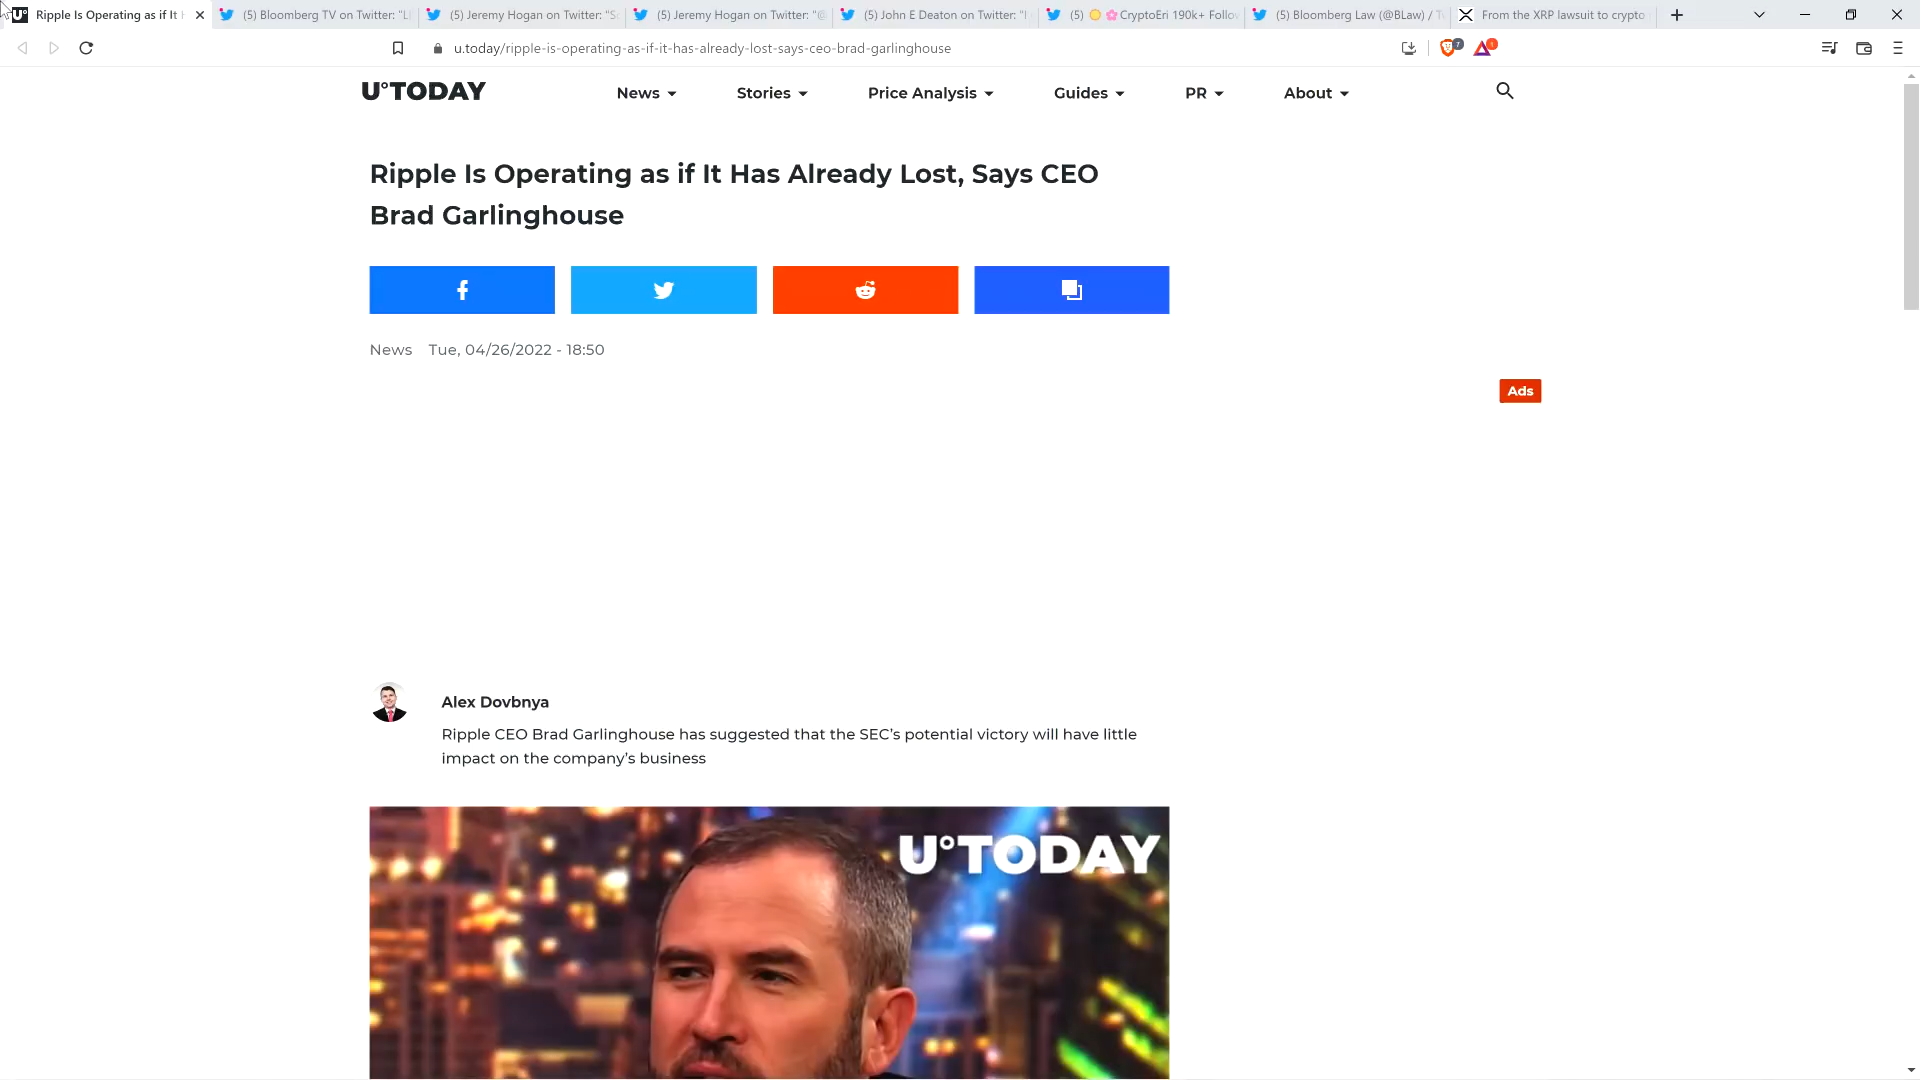 Ripple Is Operating as if It
(5) Bloomberg TV on Twitter: "L
(5) Jeremy Hogan on Twitter: "S
(5) Jeremy Hogan on Twitter: "@
(5) John E Deaton on Twitter: "I
(5) 🌼🌸CryptoEri 190k+ Follo
(5) Bloomberg Law (@BLaw) / T
From the XRP lawsuit to crypto
u.today/ripple-is-operating-as-if-it-has-already-lost-says-ceo-brad-garlinghouse
7
1
U°TODAY
News
Stories
Price Analysis
Guides
PR
About
Ripple Is Operating as if It Has Already Lost, Says CEO
Brad Garlinghouse
News Tue, 04/26/2022 - 18:50
Ads
Alex Dovbnya
Ripple CEO Brad Garlinghouse has suggested that the SEC's potential victory will have little
impact on the company's business
U°TODAY